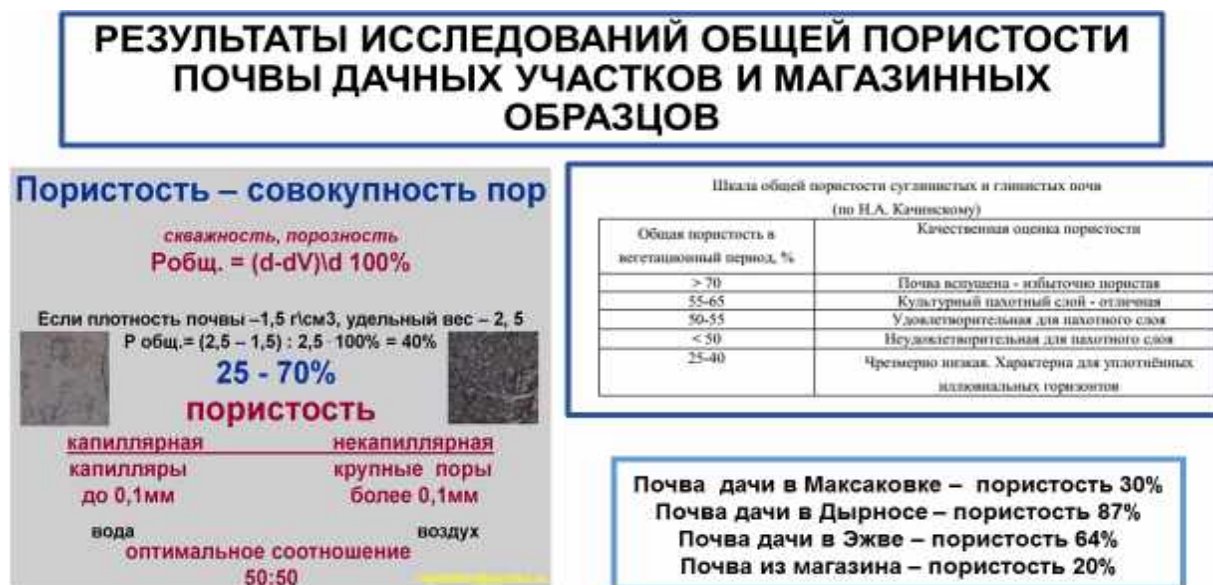 РЕЗУЛЬТАТЫ ИССЛЕДОВАНИЙ ОБЩЕЙ ПОРИСТОСТИ
ПОЧВЫ ДАЧНЫХ УЧАСТКОВ И МАГАЗИННЫХ
ОБРАЗЦОВ
Пористость – совокупность пор
скважность, порозность
Робщ. = (d-dV)\d 100%
Если плотность почвы –1,5 г\см3, удельный вес – 2, 5
Р общ.= (2,5 – 1,5) : 2,5 100% = 40%
25 - 70%
пористость
капиллярная некапиллярная
капилляры крупные поры
до 0,1мм более 0,1мм
вода воздух
оптимальное соотношение
50:50
Шкала общей пористости суглинистых и глинистых почв
(по Н.А. Качинскому)
Общая пористость в
вегетационный период, %
Качественная оценка пористости
> 70 Почва вспушена - избыточно пористая
55-65 Культурный пахотный слой - отличная
50-55 Удовлетворительная для пахотного слоя
< 50 Неудовлетворительная для пахотного слоя
25-40 Чрезмерно низкая. Характерна для уплотнённых
иллювиальных горизонтов
Почва дачи в Максаковке – пористость 30%
Почва дачи в Дырносе – пористость 87%
Почва дачи в Эжве – пористость 64%
Почва из магазина – пористость 20%